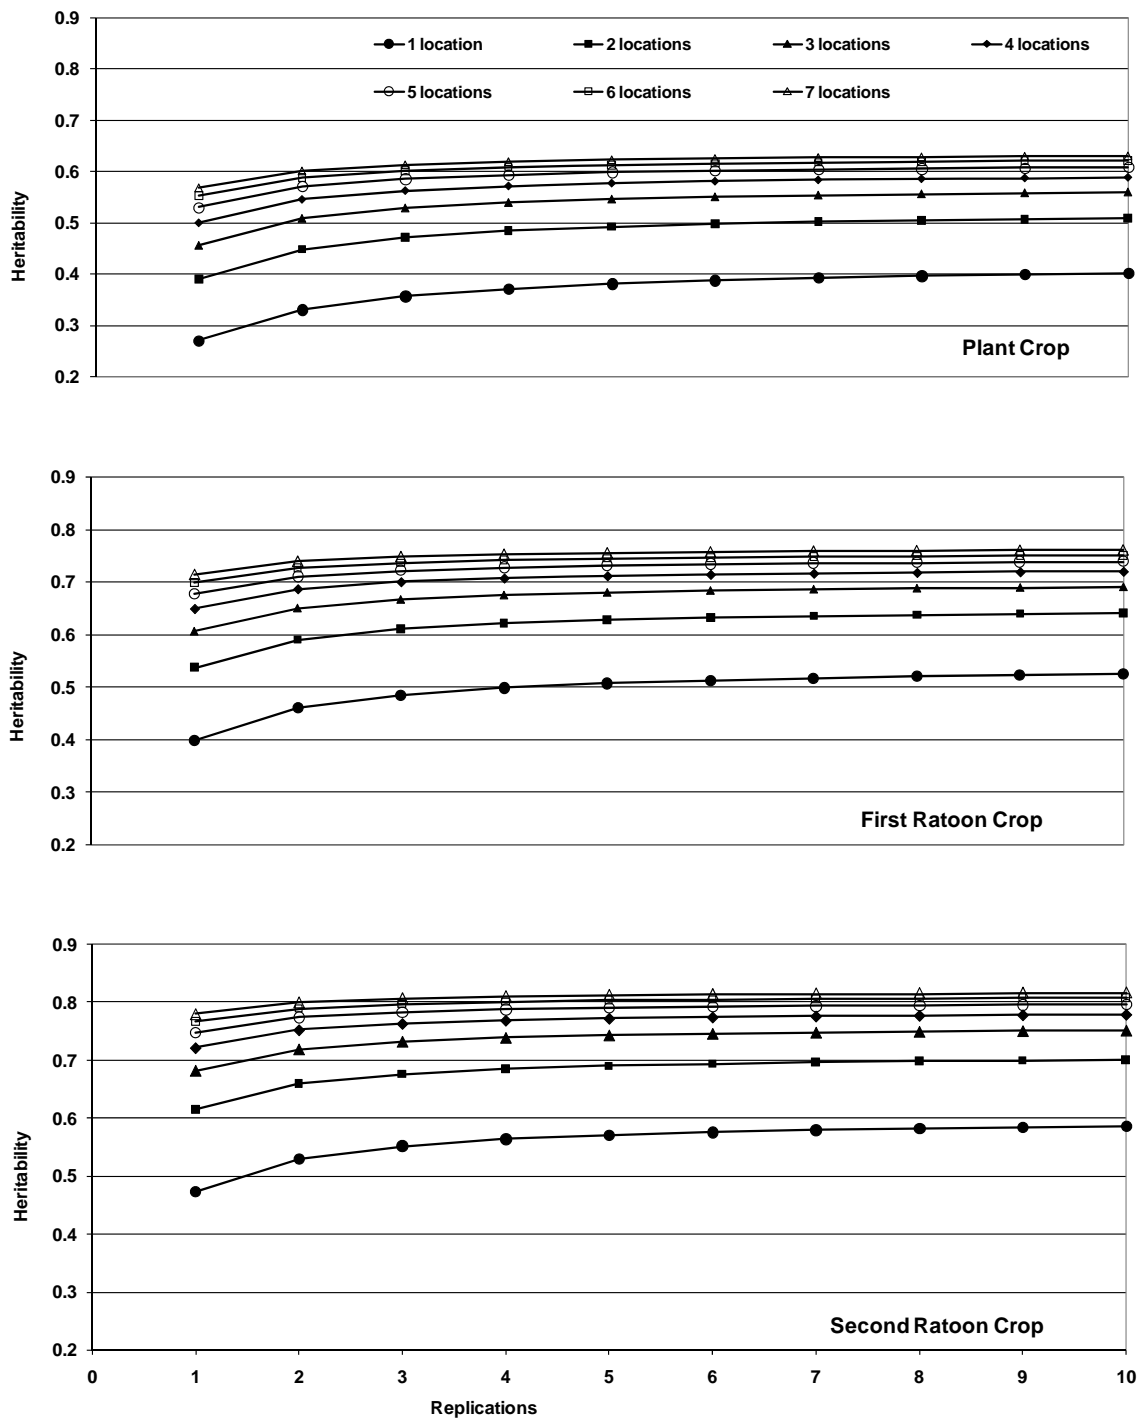 0.9
1 location 2 locations 3 locations 4 locations
0.8
5 locations 6 locations 7 locations
0.7
0.6
0.5
0.4
0.3
Plant Crop
0.2
Heritability
0.9
0.8
0.7
0.6
0.5
0.4
0.3
First Ratoon Crop
0.2
Heritability
0.9
0.8
0.7
0.6
0.5
0.4
0.3
Second Ratoon Crop
0.2
Heritability
0 1 2 3 4 5 6 7 8 9 10
Replications